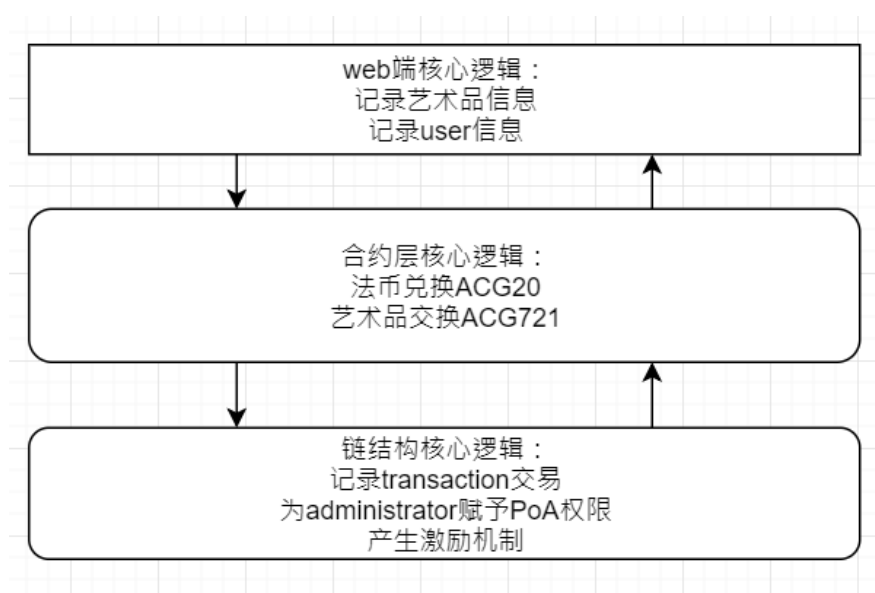 web端核心逻辑：
记录艺术品信息
记录user信息
合约层核心逻辑：
法币兑换ACG20
艺术品交换ACG721
链结构核心逻辑：
记录transaction交易
为administrator赋予PoA权限
产生激励机制